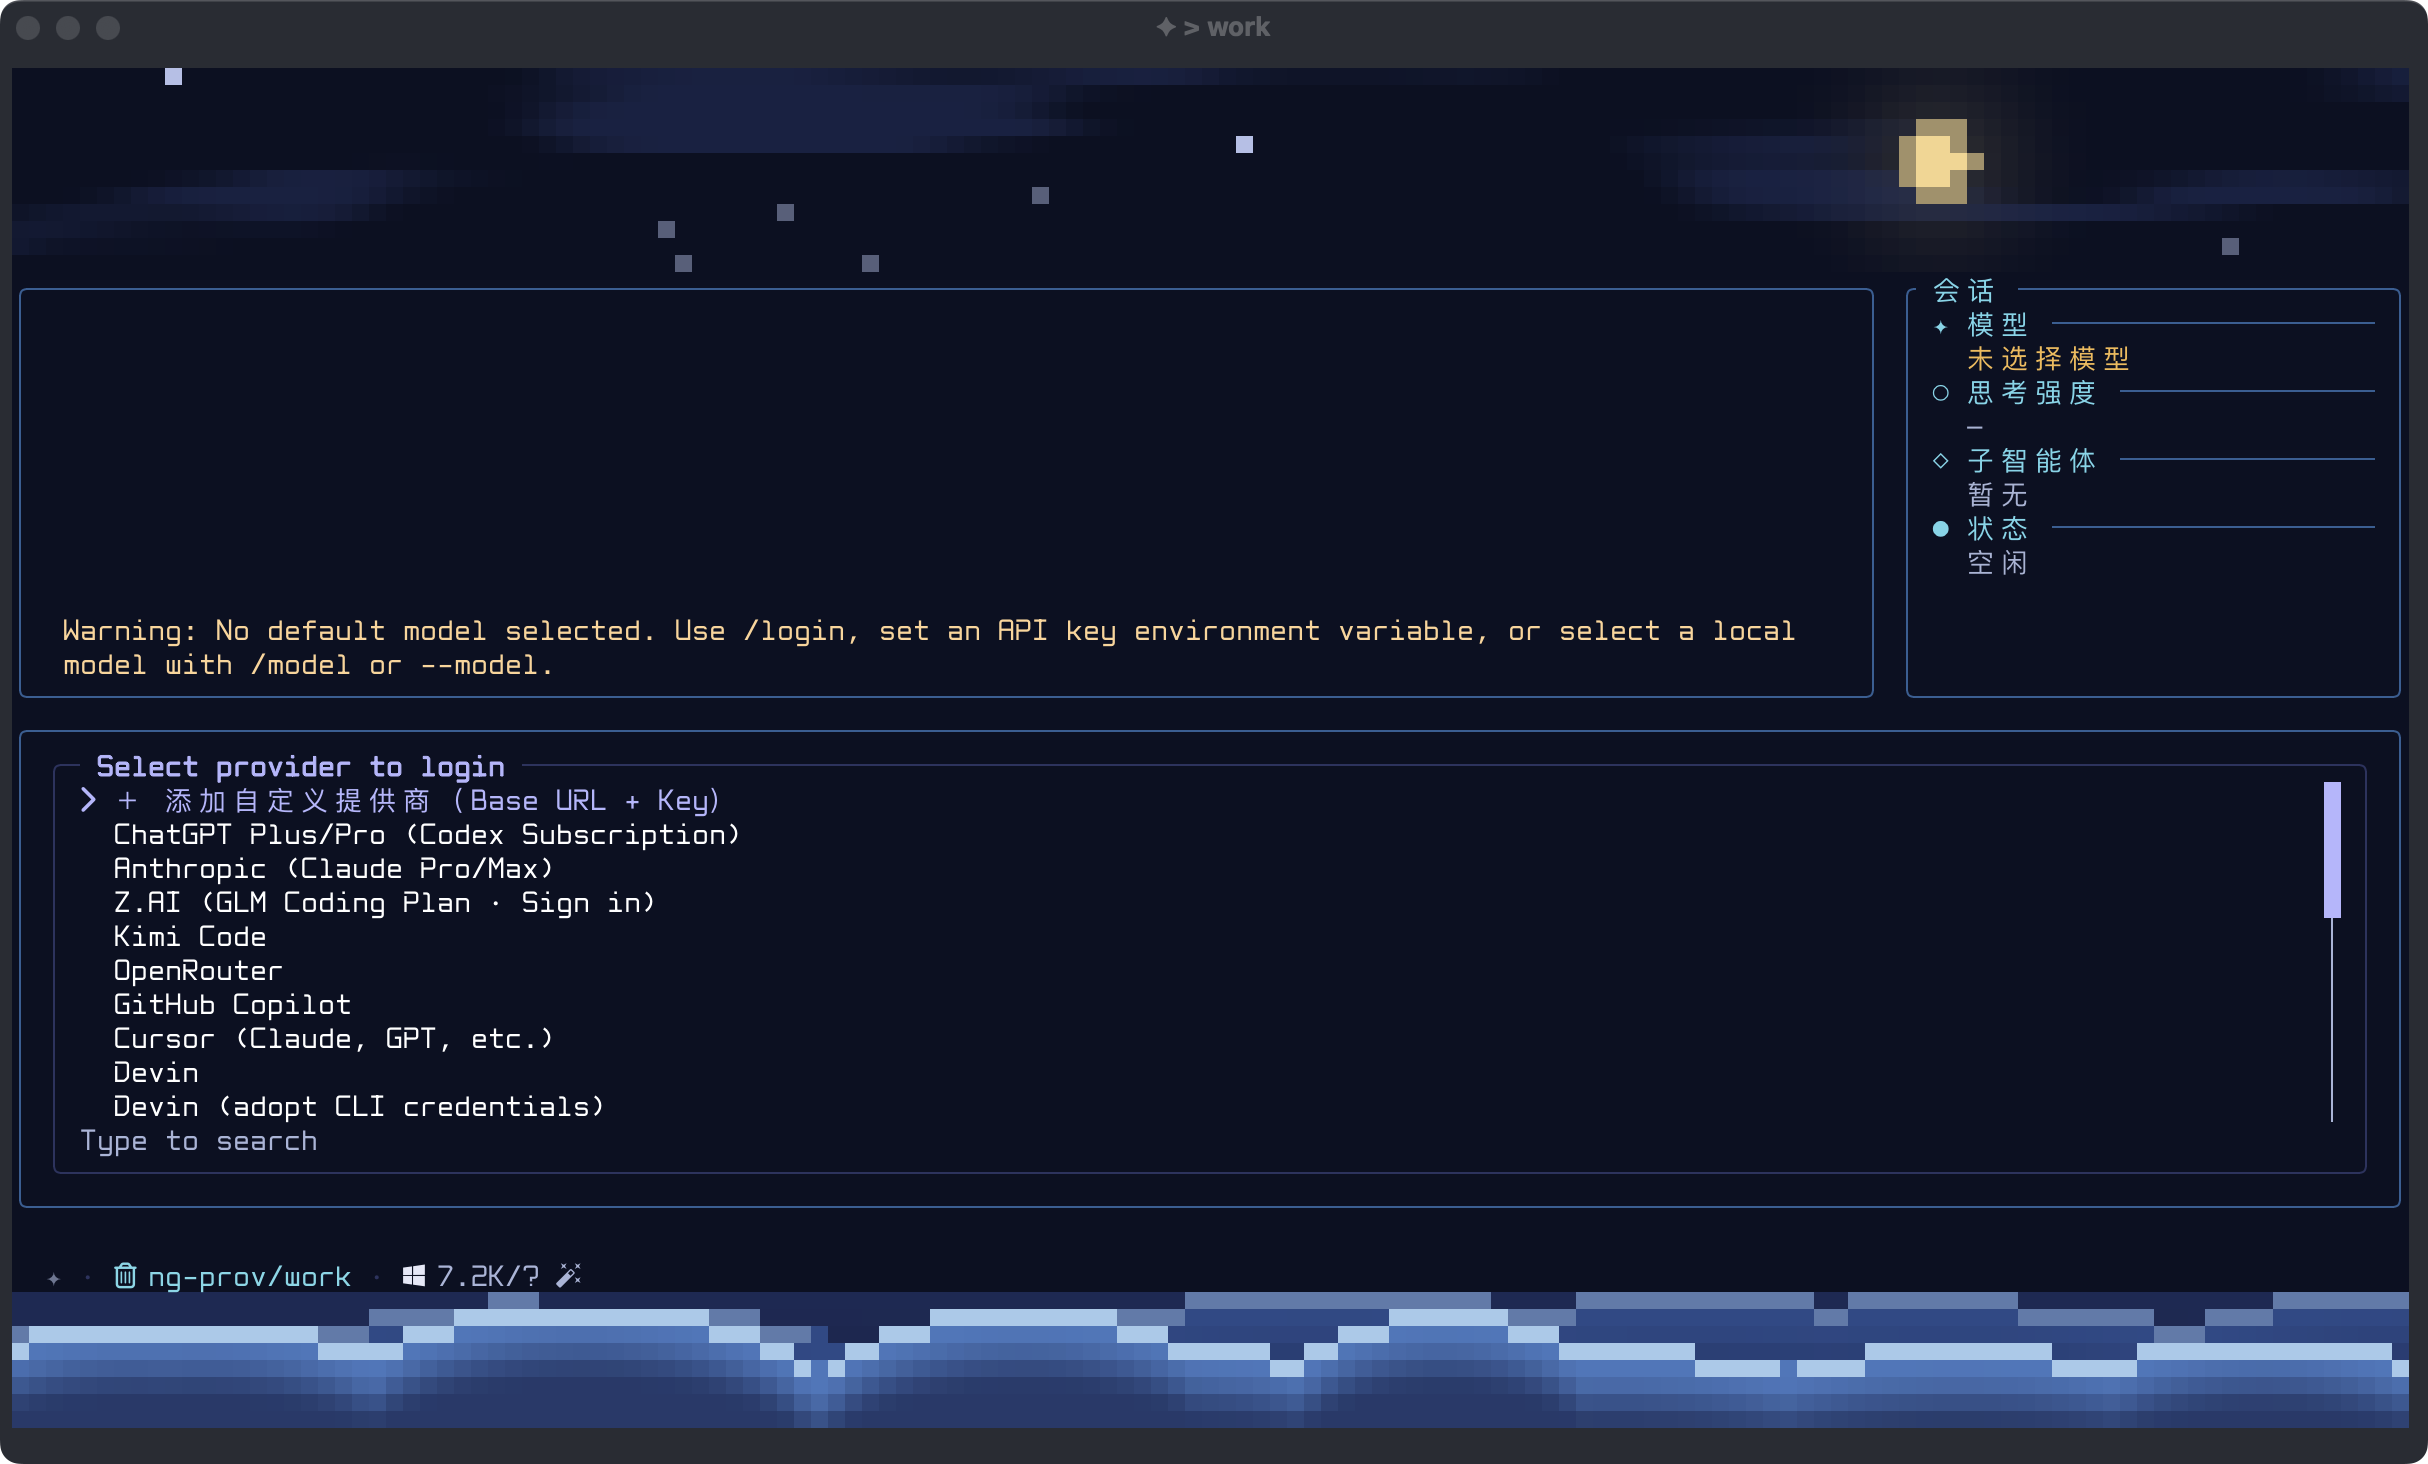 ✦ > work
会话
✦ 模型
未选择模型
○ 思考强度
—
◇ 子智能体
暂无
● 状态
空闲
Warning: No default model selected. Use /login, set an API key environment variable, or select a local
model with /model or --model.
Select provider to login
❯ + 添加自定义提供商（Base URL + Key）
ChatGPT Plus/Pro (Codex Subscription)
Anthropic (Claude Pro/Max)
Z.AI (GLM Coding Plan · Sign in)
Kimi Code
OpenRouter
GitHub Copilot
Cursor (Claude, GPT, etc.)
Devin
Devin (adopt CLI credentials)
Type to search
✦ · ng-prov/work · 7.2K/?